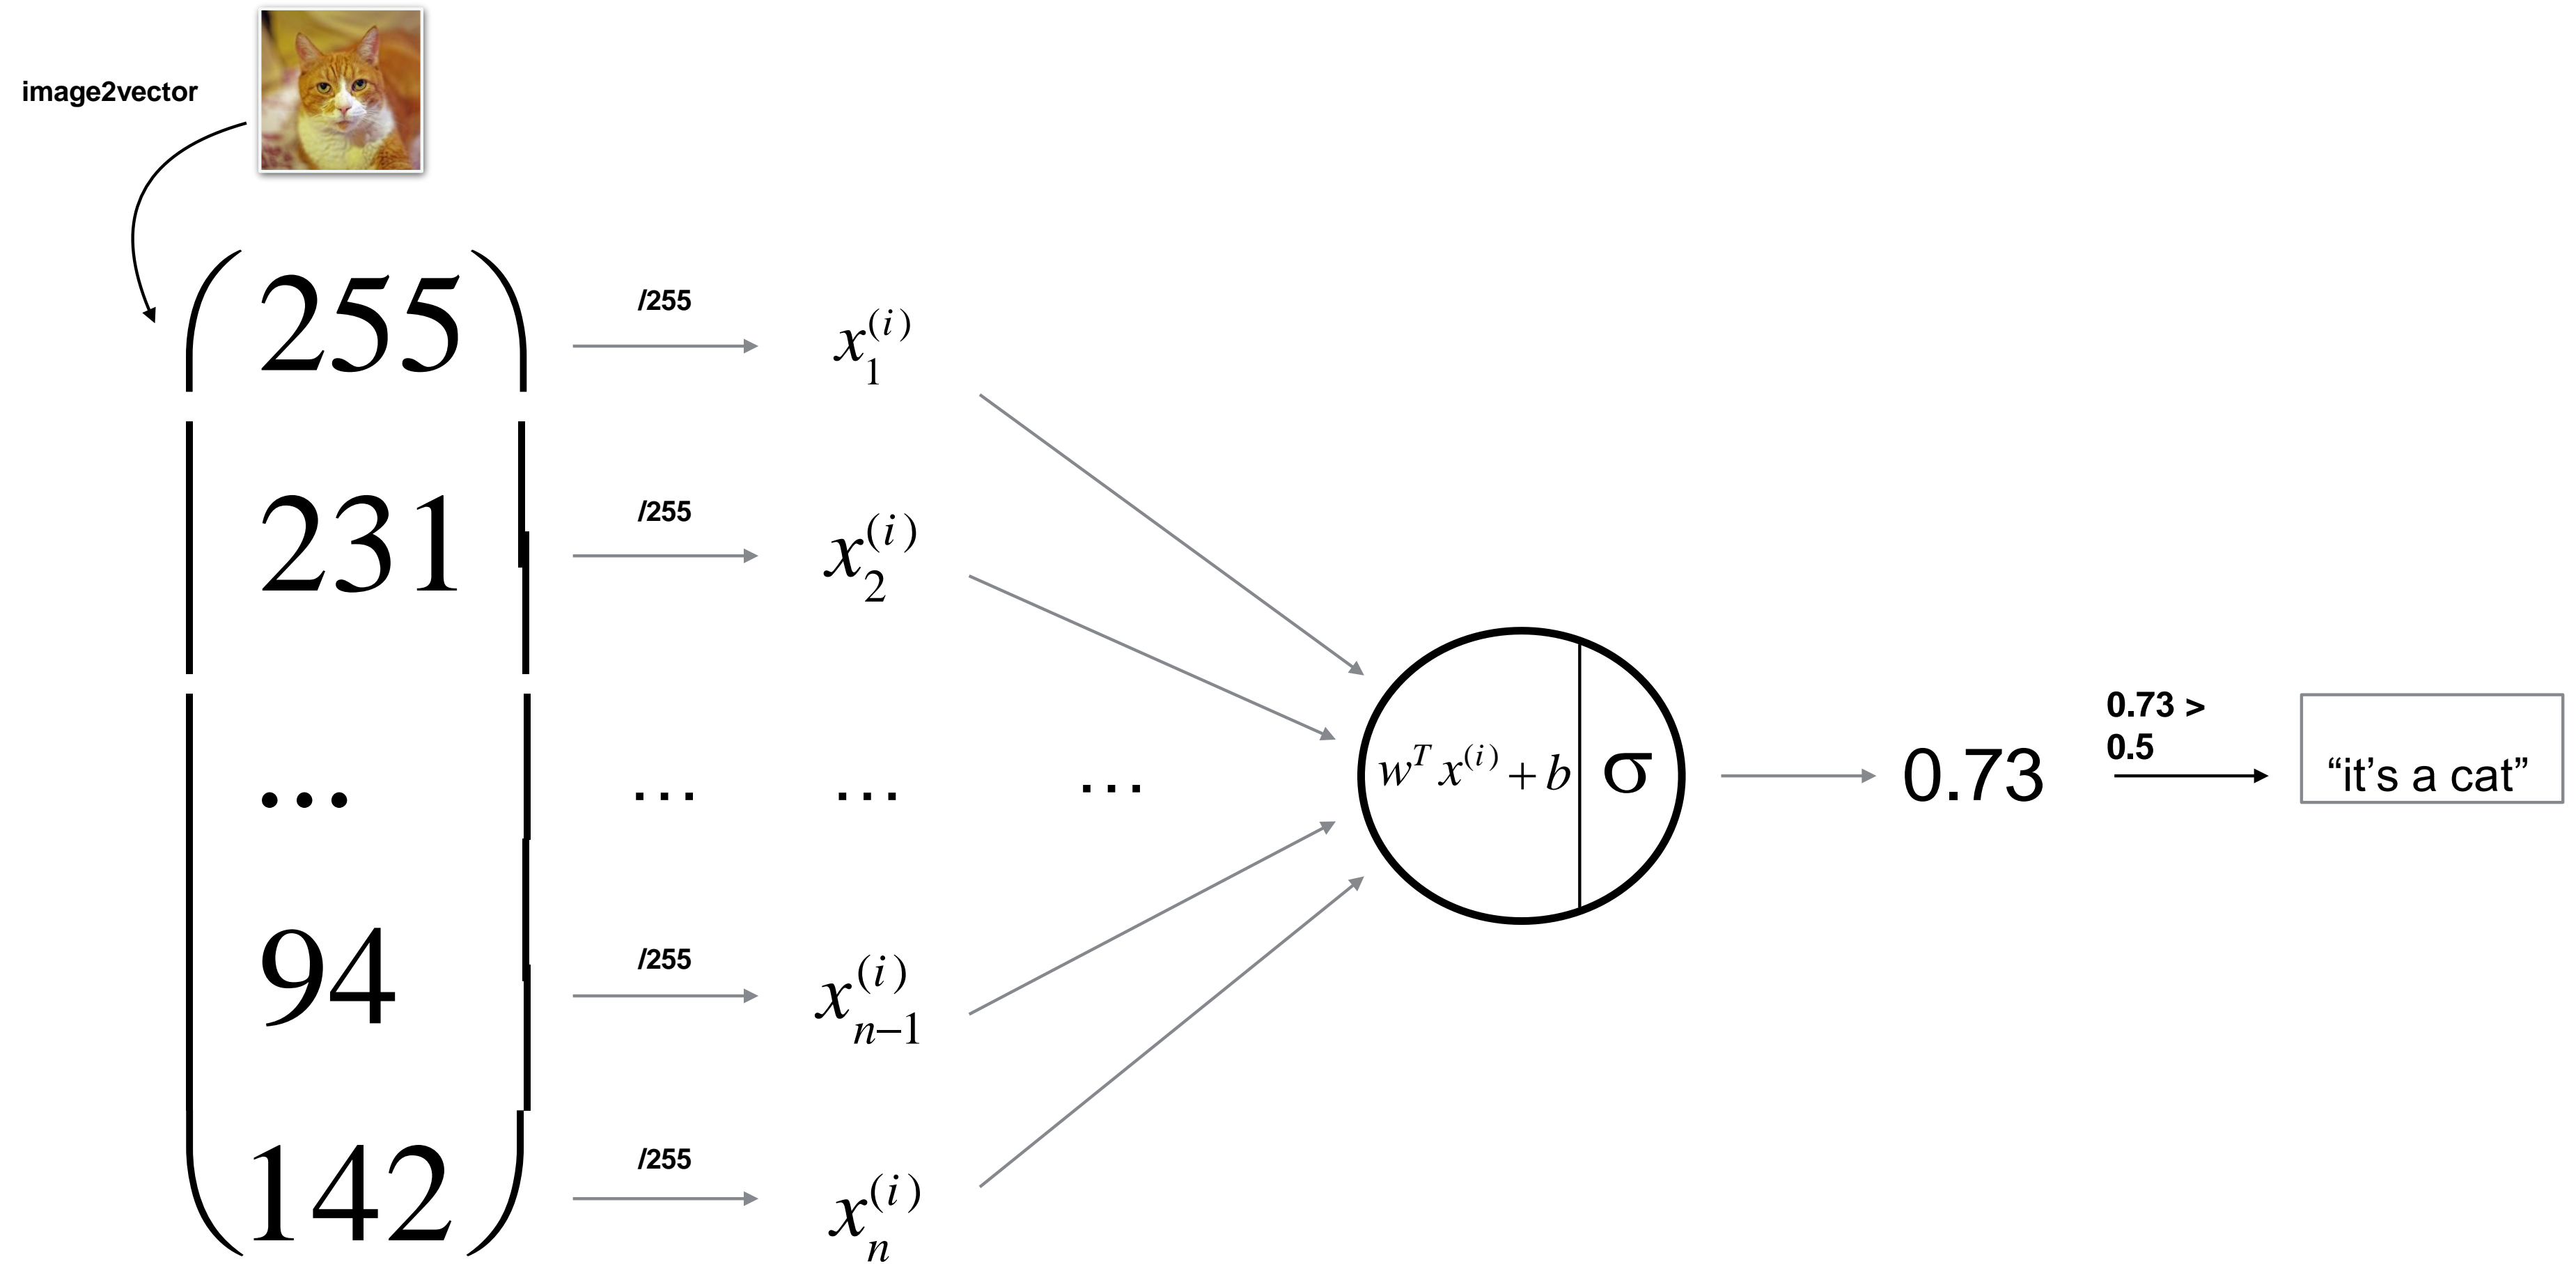 image2vector
255 /255 x_1^{(i)}
231 /255 x_2^{(i)}
... ... ... ...
w^T x^{(i)} + b σ 0.73 0.73 >
0.5
“it’s a cat”
94 /255 x_{n−1}^{(i)}
142 /255 x_n^{(i)}